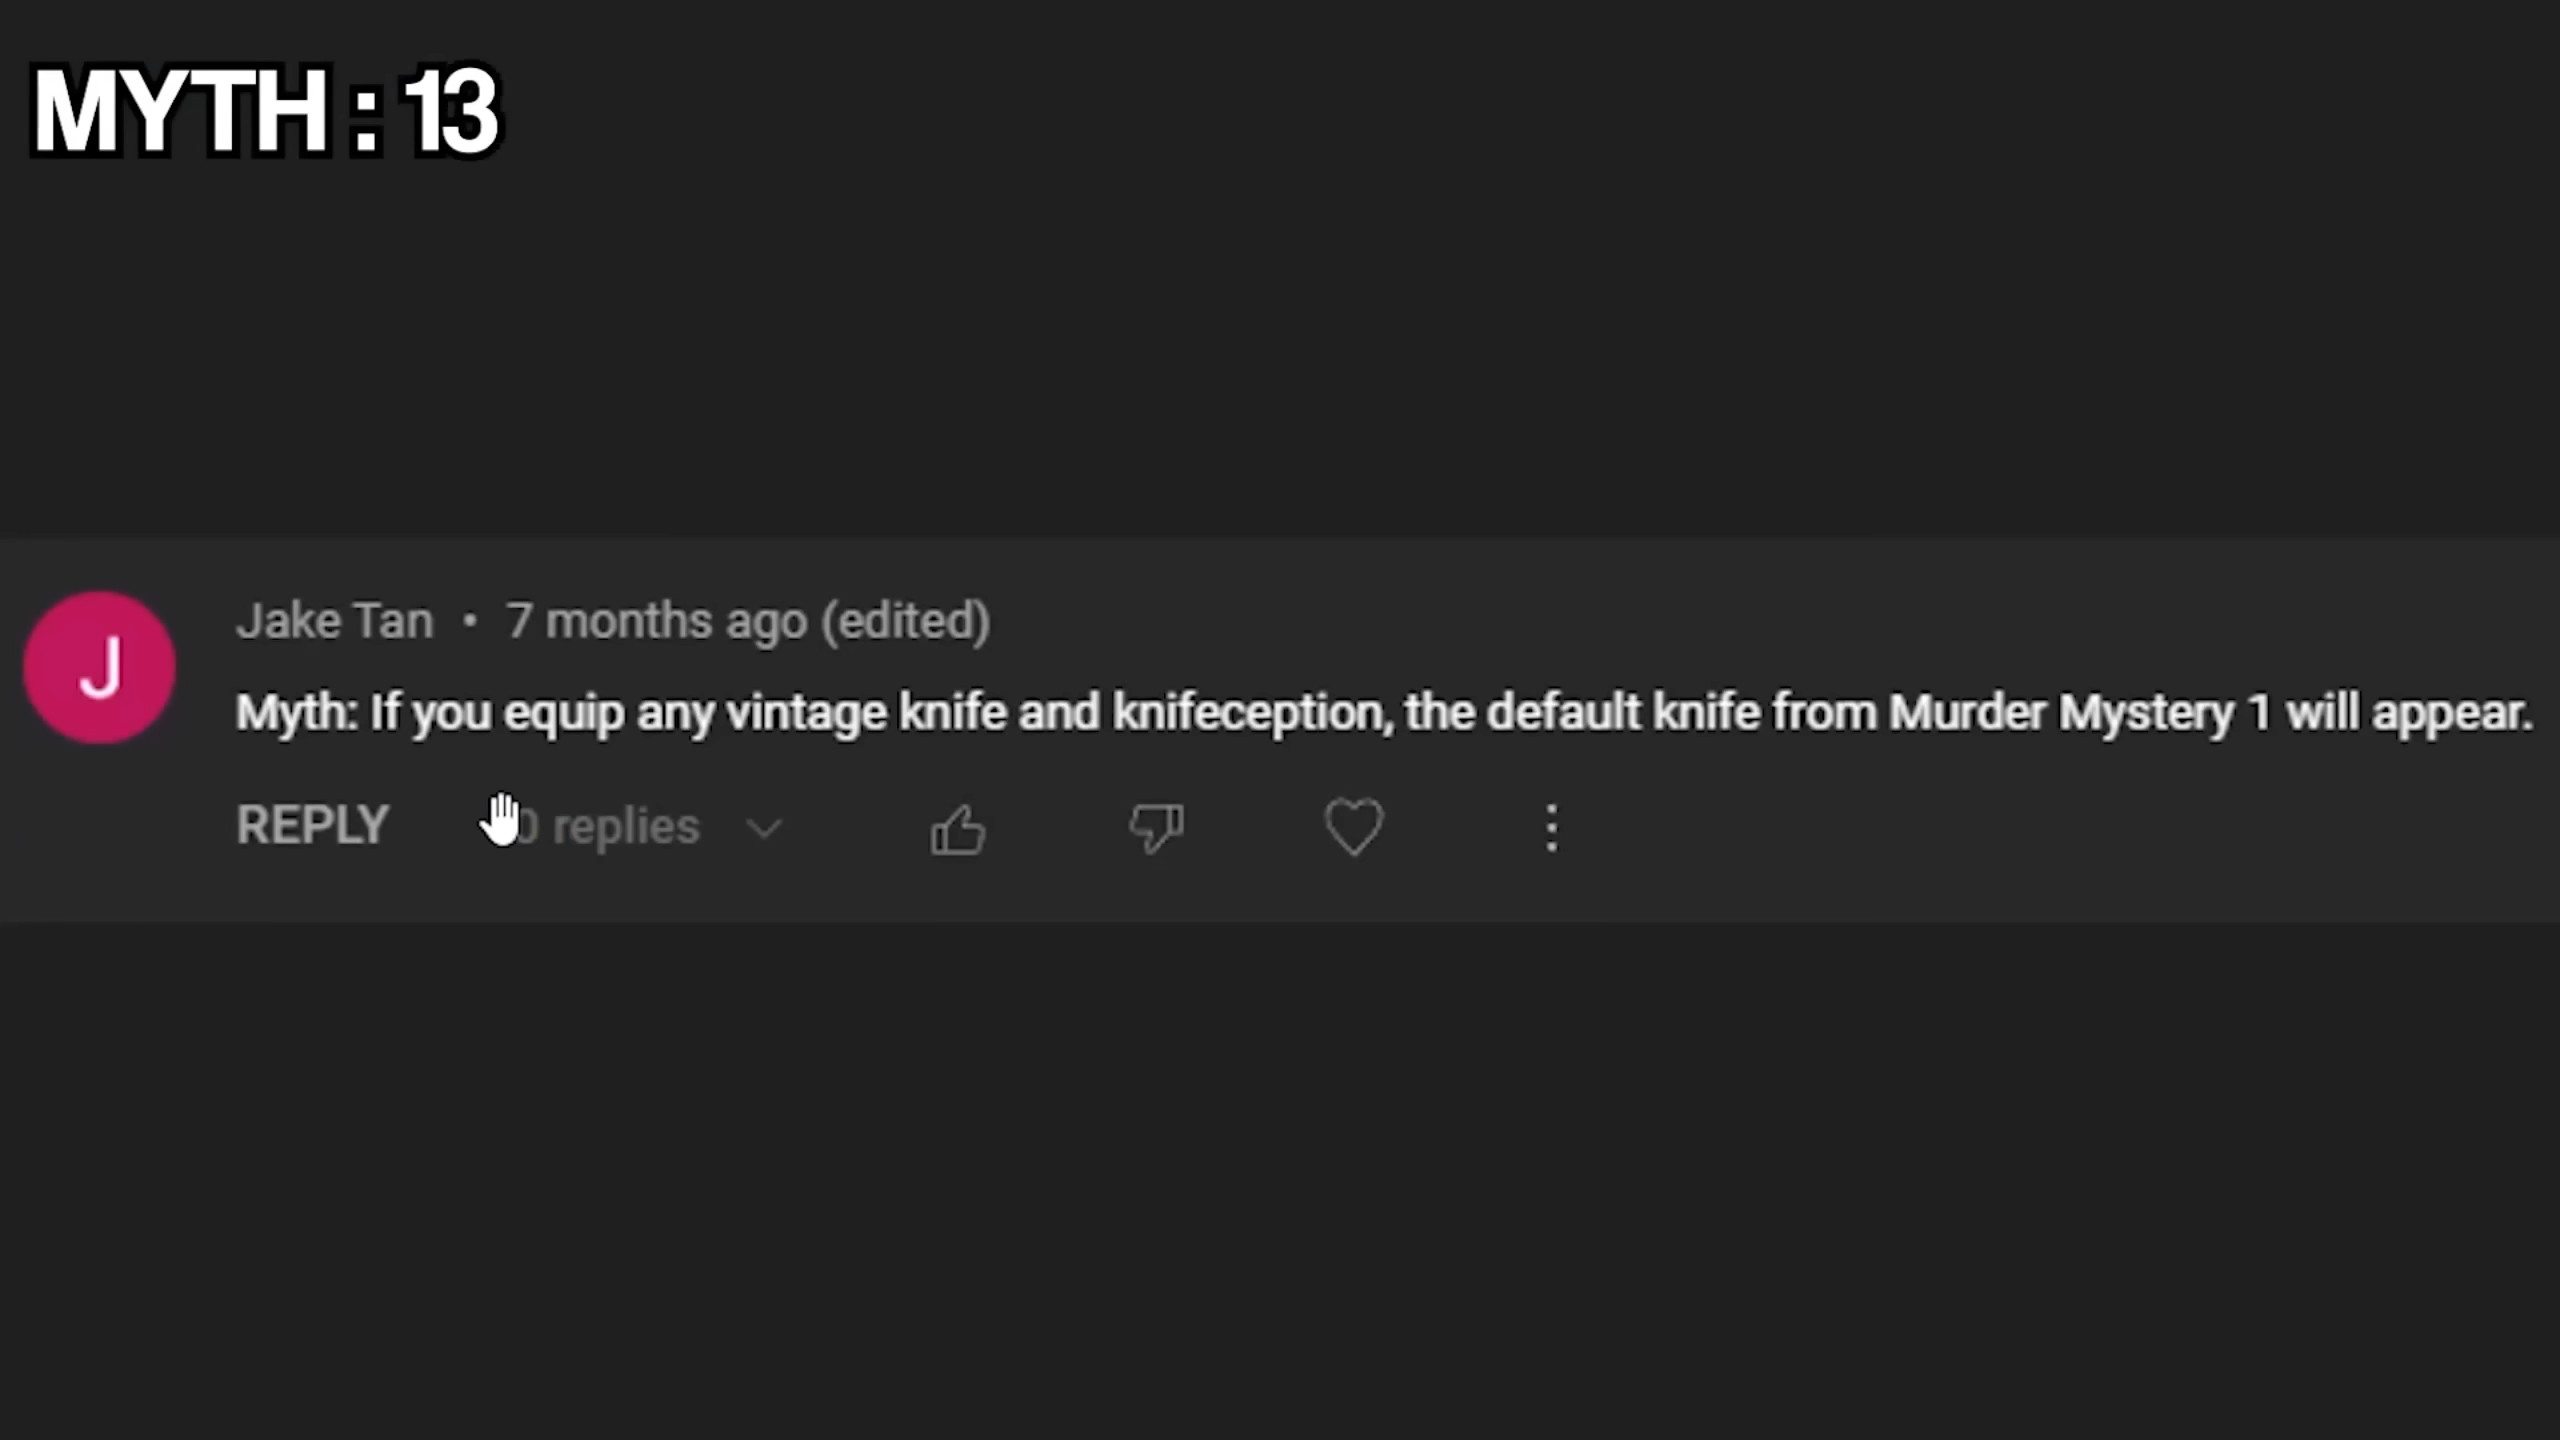 MYTH : 13
Jake Tan • 7 months ago (edited)
J
Myth: If you equip any vintage knife and knifeception, the default knife from Murder Mystery 1 will appear.
REPLY 0 replies